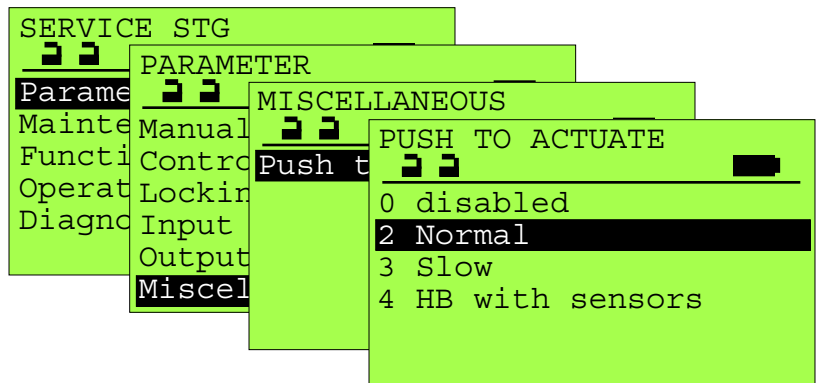 SERVICE STG
Parame
Mainte
Functi
Operat
Diagno
PARAMETER
Manual
Contro
Lockin
Input
Output
Miscel
MISCELLANEOUS
Push t
PUSH TO ACTUATE
0 disabled
2 Normal
3 Slow
4 HB with sensors